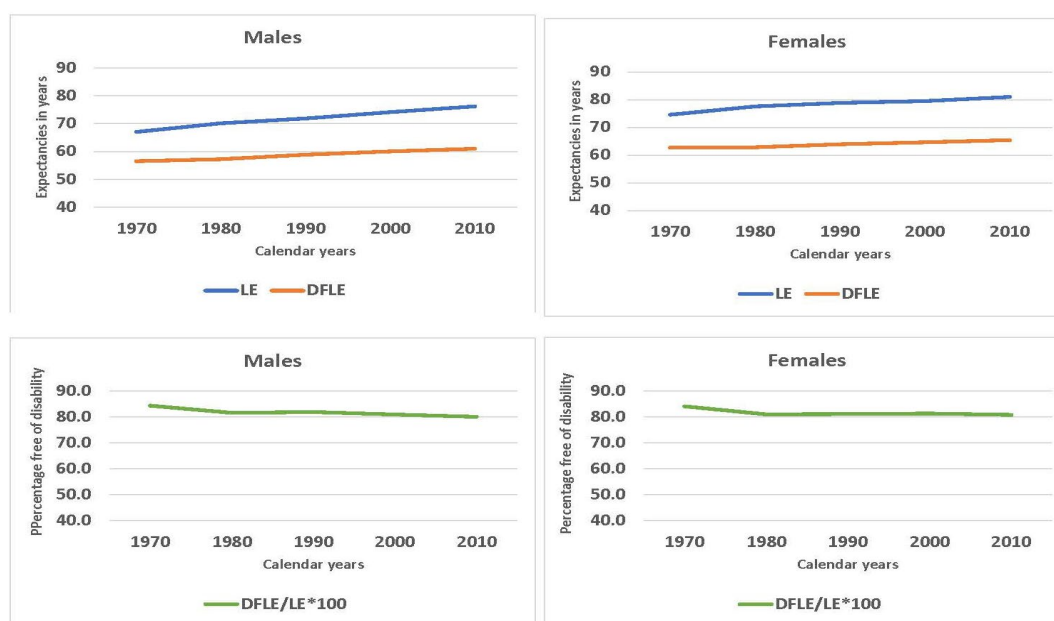 Males
Expectancies in years
90
80
70
60
50
40
1970 1980 1990 2000 2010
Calendar years
LE DFLE
Females
Expectancies in years
90
80
70
60
50
40
1970 1980 1990 2000 2010
Calendar years
LE DFLE
Males
PPercentage free of disability
90.0
80.0
70.0
60.0
50.0
40.0
1970 1980 1990 2000 2010
Calendar years
DFLE/LE*100
Females
Percentage free of disability
90.0
80.0
70.0
60.0
50.0
40.0
1970 1980 1990 2000 2010
Calendar years
DFLE/LE*100